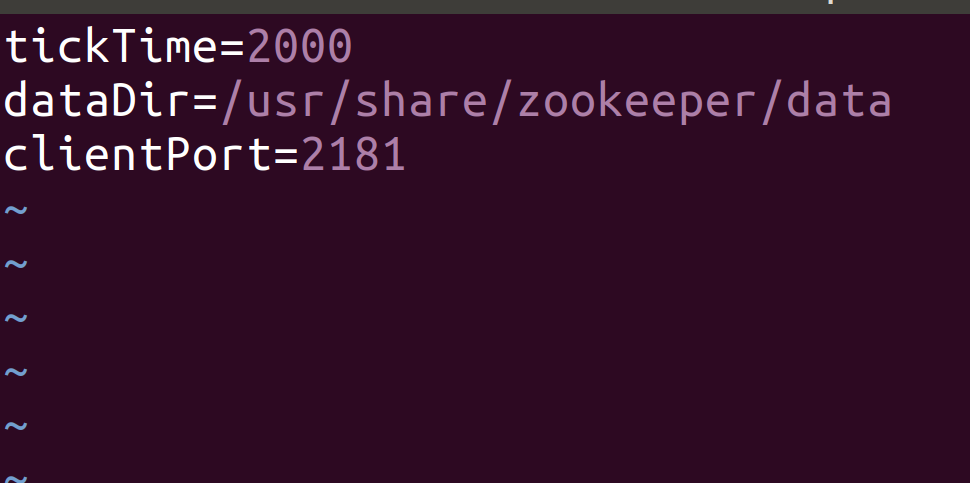 tickTime=2000
dataDir=/usr/share/zookeeper/data
clientPort=2181
~
~
~
~
~
~